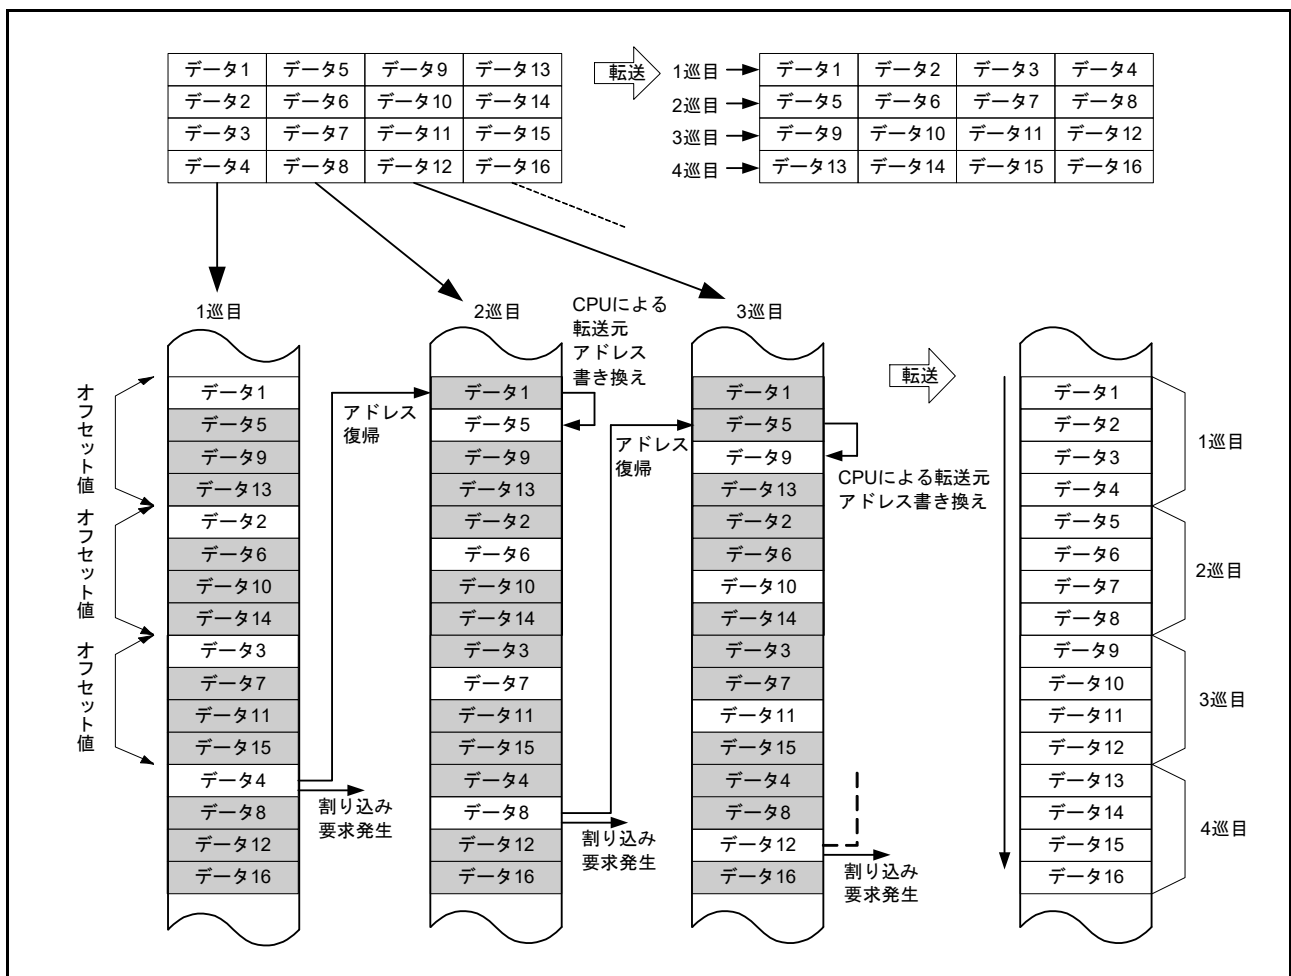 データ1 データ5 データ9 データ13
データ2 データ6 データ10 データ14
データ3 データ7 データ11 データ15
データ4 データ8 データ12 データ16
転送
1巡目 データ1 データ2 データ3 データ4
2巡目 データ5 データ6 データ7 データ8
3巡目 データ9 データ10 データ11 データ12
4巡目 データ13 データ14 データ15 データ16
1巡目
オフセット値
オフセット値
オフセット値
データ1
データ5
データ9
データ13
データ2
データ6
データ10
データ14
データ3
データ7
データ11
データ15
データ4
データ8
データ12
データ16
アドレス
復帰
割り込み
要求発生
2巡目
CPUによる
転送元
アドレス
書き換え
データ1
データ5
データ9
データ13
データ2
データ6
データ10
データ14
データ3
データ7
データ11
データ15
データ4
データ8
データ12
データ16
アドレス
復帰
割り込み
要求発生
3巡目
データ1
データ5
データ9
データ13
データ2
データ6
データ10
データ14
データ3
データ7
データ11
データ15
データ4
データ8
データ12
データ16
CPUによる転送元
アドレス書き換え
割り込み
要求発生
転送
データ1
データ2
データ3
データ4
データ5
データ6
データ7
データ8
データ9
データ10
データ11
データ12
データ13
データ14
データ15
データ16
1巡目
2巡目
3巡目
4巡目